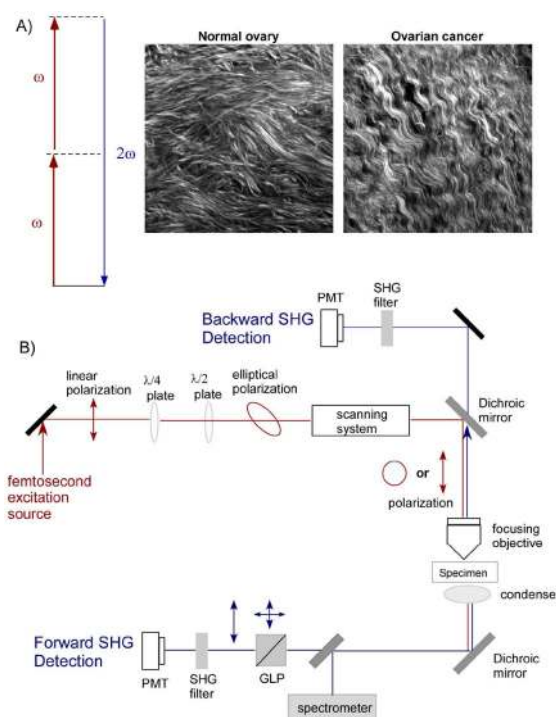 A)
Normal ovary
Ovarian cancer
ω
2ω
ω
PMT
SHG
filter
Backward SHG
Detection
B)
linear
polarization
λ/4
plate
λ/2
plate
elliptical
polarization
scanning
system
Dichroic
mirror
femtosecond
excitation
source
or
polarization
focusing
objective
Specimen
condense
Forward SHG
Detection
PMT
SHG
filter
GLP
Dichroic
mirror
spectrometer